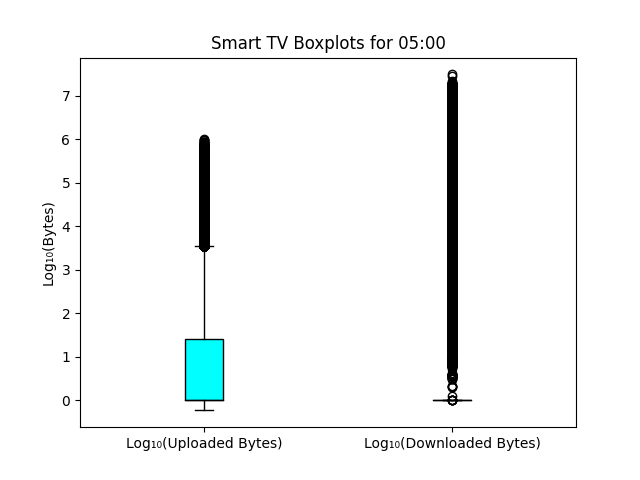 Smart TV Boxplots for 05:00
7
6
5
4
3
2
1
0
Log₁₀(Bytes)
Log₁₀(Uploaded Bytes)
Log₁₀(Downloaded Bytes)